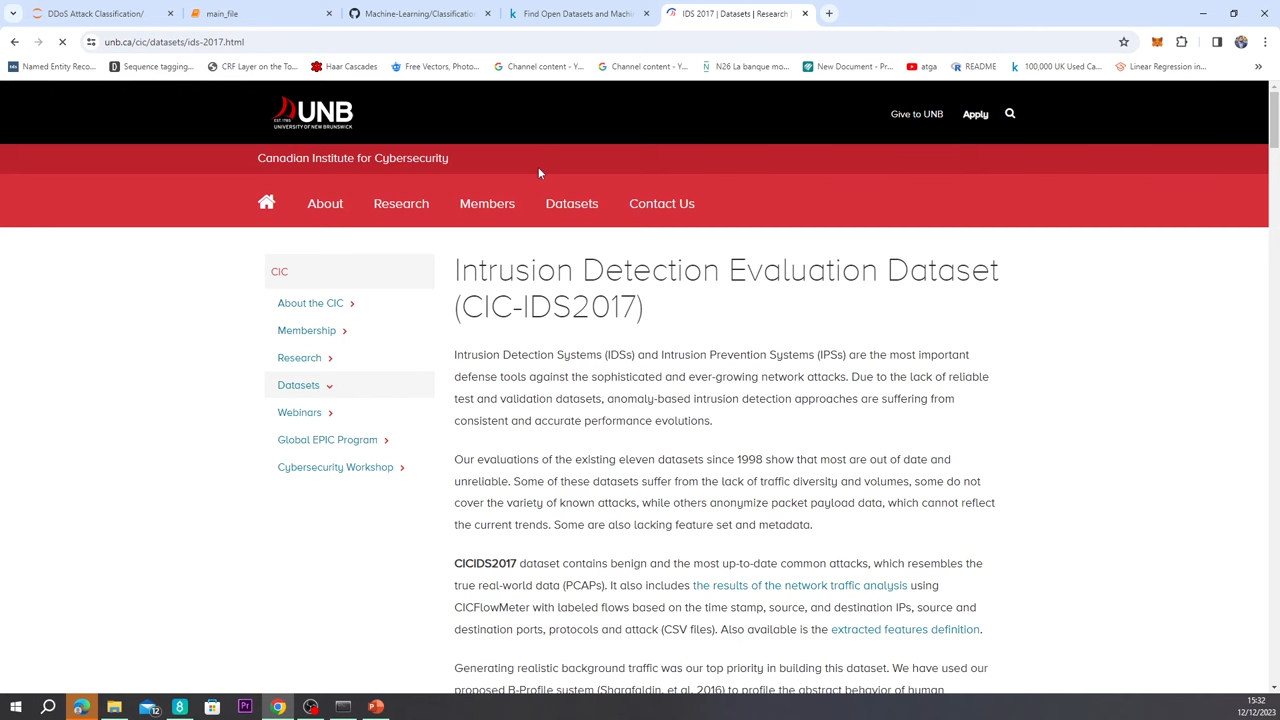 DDoS Attack Classification/
main_file
Machine-Learning/Classification
Find Open Datasets and Machin
IDS 2017 | Datasets | Research
unb.ca/cic/datasets/ids-2017.html
Named Entity Reco...
Sequence tagging...
CRF Layer on the To...
Haar Cascades
Free Vectors, Photo...
Channel content - Y...
Channel content - Y...
N26 La banque mo...
New Document - Pr...
atga
README
100,000 UK Used Ca...
Linear Regression in...
»
UNB
EST. 1785
UNIVERSITY OF NEW BRUNSWICK
Give to UNB
Apply
Canadian Institute for Cybersecurity
About
Research
Members
Datasets
Contact Us
CIC
About the CIC
Membership
Research
Datasets
Webinars
Global EPIC Program
Cybersecurity Workshop
Intrusion Detection Evaluation Dataset
(CIC-IDS2017)
Intrusion Detection Systems (IDSs) and Intrusion Prevention Systems (IPSs) are the most important
defense tools against the sophisticated and ever-growing network attacks. Due to the lack of reliable
test and validation datasets, anomaly-based intrusion detection approaches are suffering from
consistent and accurate performance evolutions.
Our evaluations of the existing eleven datasets since 1998 show that most are out of date and
unreliable. Some of these datasets suffer from the lack of traffic diversity and volumes, some do not
cover the variety of known attacks, while others anonymize packet payload data, which cannot reflect
the current trends. Some are also lacking feature set and metadata.
CICIDS2017 dataset contains benign and the most up-to-date common attacks, which resembles the
true real-world data (PCAPs). It also includes the results of the network traffic analysis using
CICFlowMeter with labeled flows based on the time stamp, source, and destination IPs, source and
destination ports, protocols and attack (CSV files). Also available is the extracted features definition.
Generating realistic background traffic was our top priority in building this dataset. We have used our
proposed B-Profile system (Sharafaldin, et al. 2016) to profile the abstract behavior of human
12
8
Pr
15:32
12/12/2023